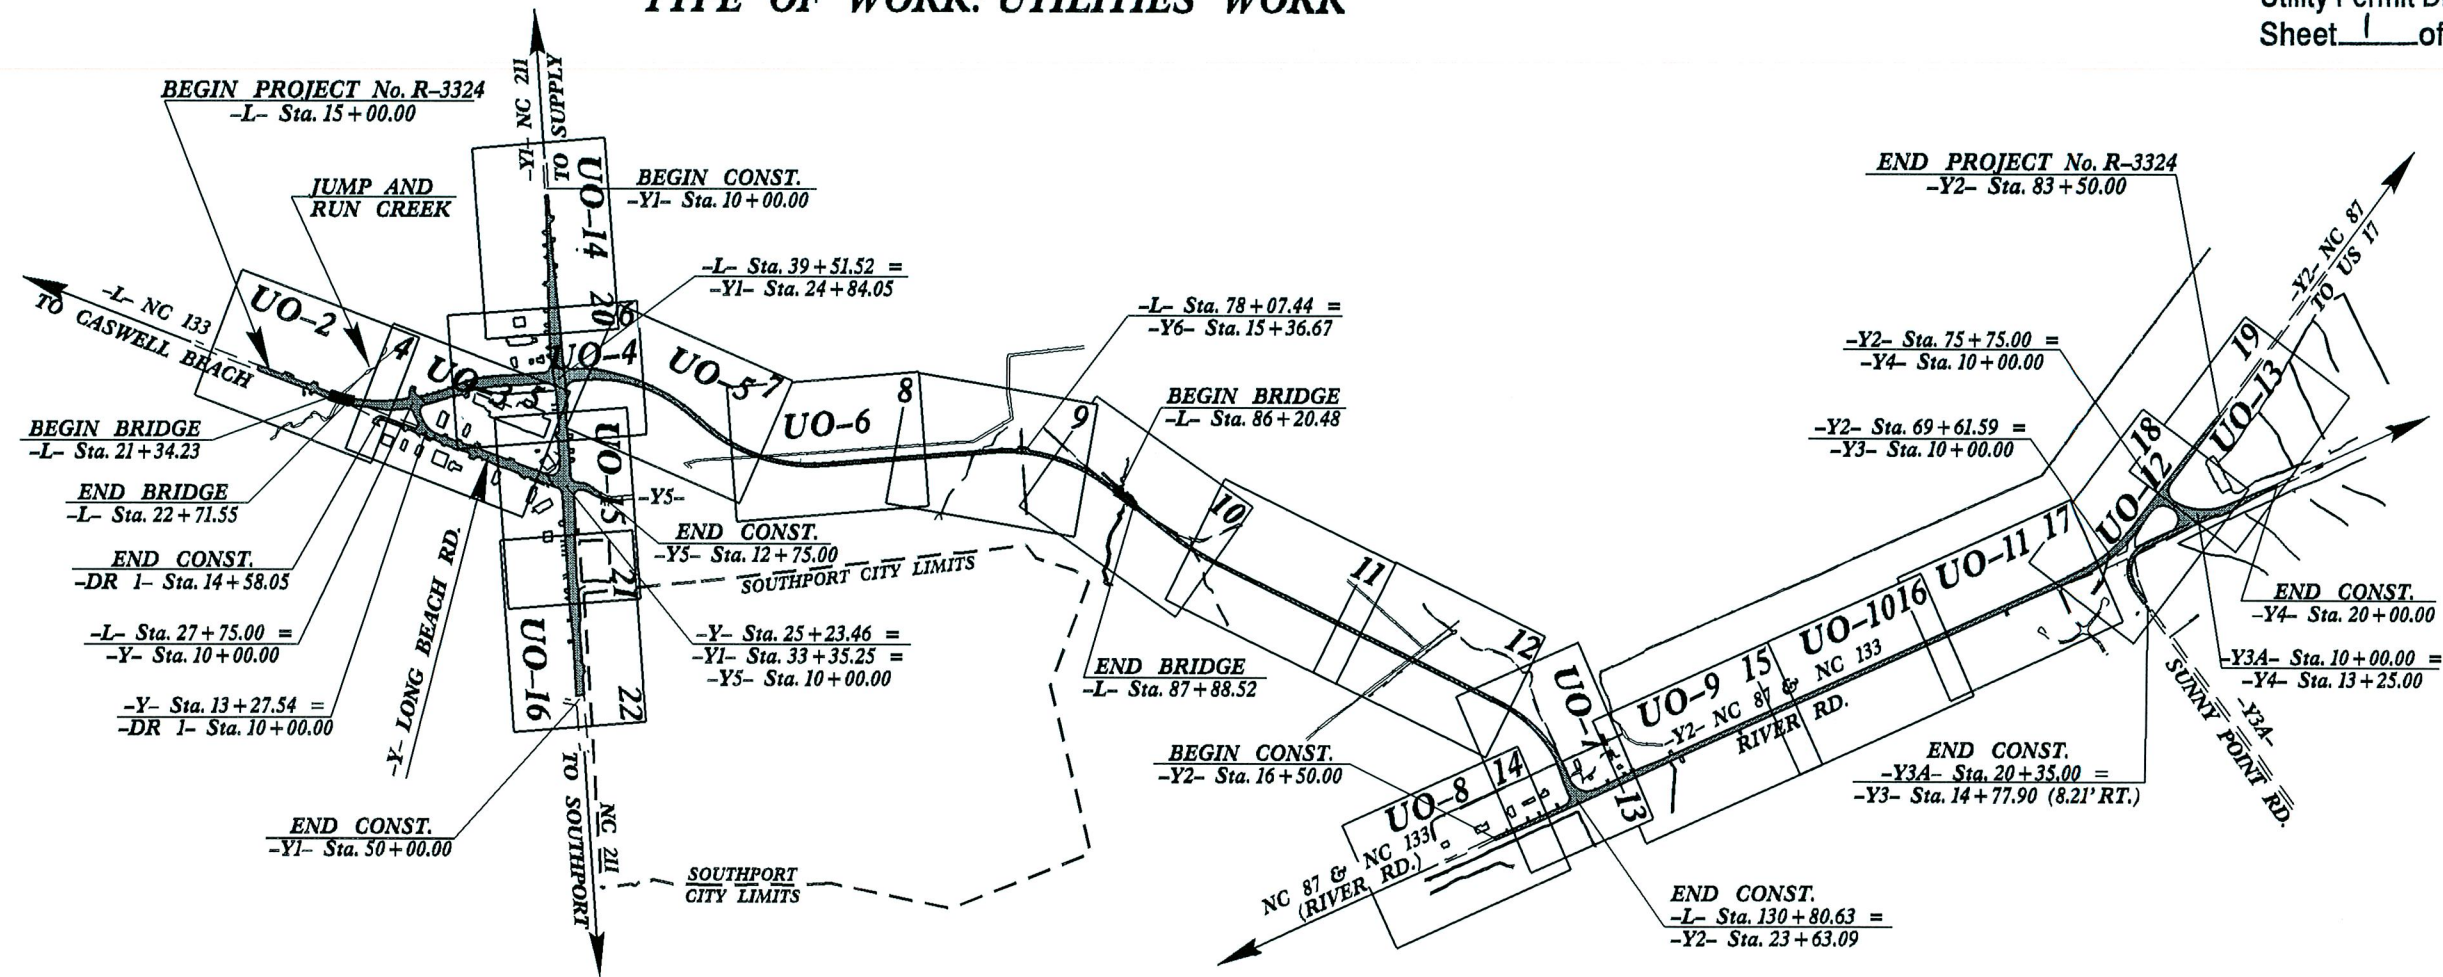 TYPE OF WORK: UTILITIES WORK
Utility Permit
Sheet 1 of
BEGIN PROJECT No. R-3324
-L- Sta. 15+00.00
JUMP AND
RUN CREEK
-Y1- NC 211
TO SUPPLY
BEGIN CONST.
-Y1- Sta. 10+00.00
UO-14
20
-L- Sta. 39+51.52 =
-Y1- Sta. 24+84.05
-L- NC 133
TO CASWELL BEACH
UO-2
4
UO-3
5
UO-4
6
UO-5
7
UO-6
8
9
-L- Sta. 78+07.44 =
-Y6- Sta. 15+36.67
BEGIN BRIDGE
-L- Sta. 86+20.48
BEGIN BRIDGE
-L- Sta. 21+34.23
END BRIDGE
-L- Sta. 22+71.55
END CONST.
-DR 1- Sta. 14+58.05
-L- Sta. 27+75.00 =
-Y- Sta. 10+00.00
-Y- Sta. 13+27.54 =
-DR 1- Sta. 10+00.00
-Y- LONG BEACH RD.
UO-15
21
-Y5-
END CONST.
-Y5- Sta. 12+75.00
SOUTHPORT CITY LIMITS
-Y- Sta. 25+23.46 =
-Y1- Sta. 33+35.25 =
-Y5- Sta. 10+00.00
UO-16
22
END CONST.
-Y1- Sta. 50+00.00
TO SOUTHPORT
NC 211
SOUTHPORT
CITY LIMITS
END BRIDGE
-L- Sta. 87+88.52
10
11
12
UO-7
13
BEGIN CONST.
-Y2- Sta. 16+50.00
UO-8
14
NC 87 & NC 133
(RIVER RD.)
UO-9
15
-Y2- NC 87 & NC 133
RIVER RD.
UO-10
16
UO-11
17
UO-12
18
UO-13
19
END PROJECT No. R-3324
-Y2- Sta. 83+50.00
-Y2- NC 87
TO US 17
-Y2- Sta. 75+75.00 =
-Y4- Sta. 10+00.00
-Y2- Sta. 69+61.59 =
-Y3- Sta. 10+00.00
END CONST.
-Y4- Sta. 20+00.00
-Y3A- Sta. 10+00.00 =
-Y4- Sta. 13+25.00
-Y3A-
SUNNY POINT RD.
END CONST.
-Y3A- Sta. 20+35.00 =
-Y3- Sta. 14+77.90 (8.21' RT.)
END CONST.
-L- Sta. 130+80.63 =
-Y2- Sta. 23+63.09